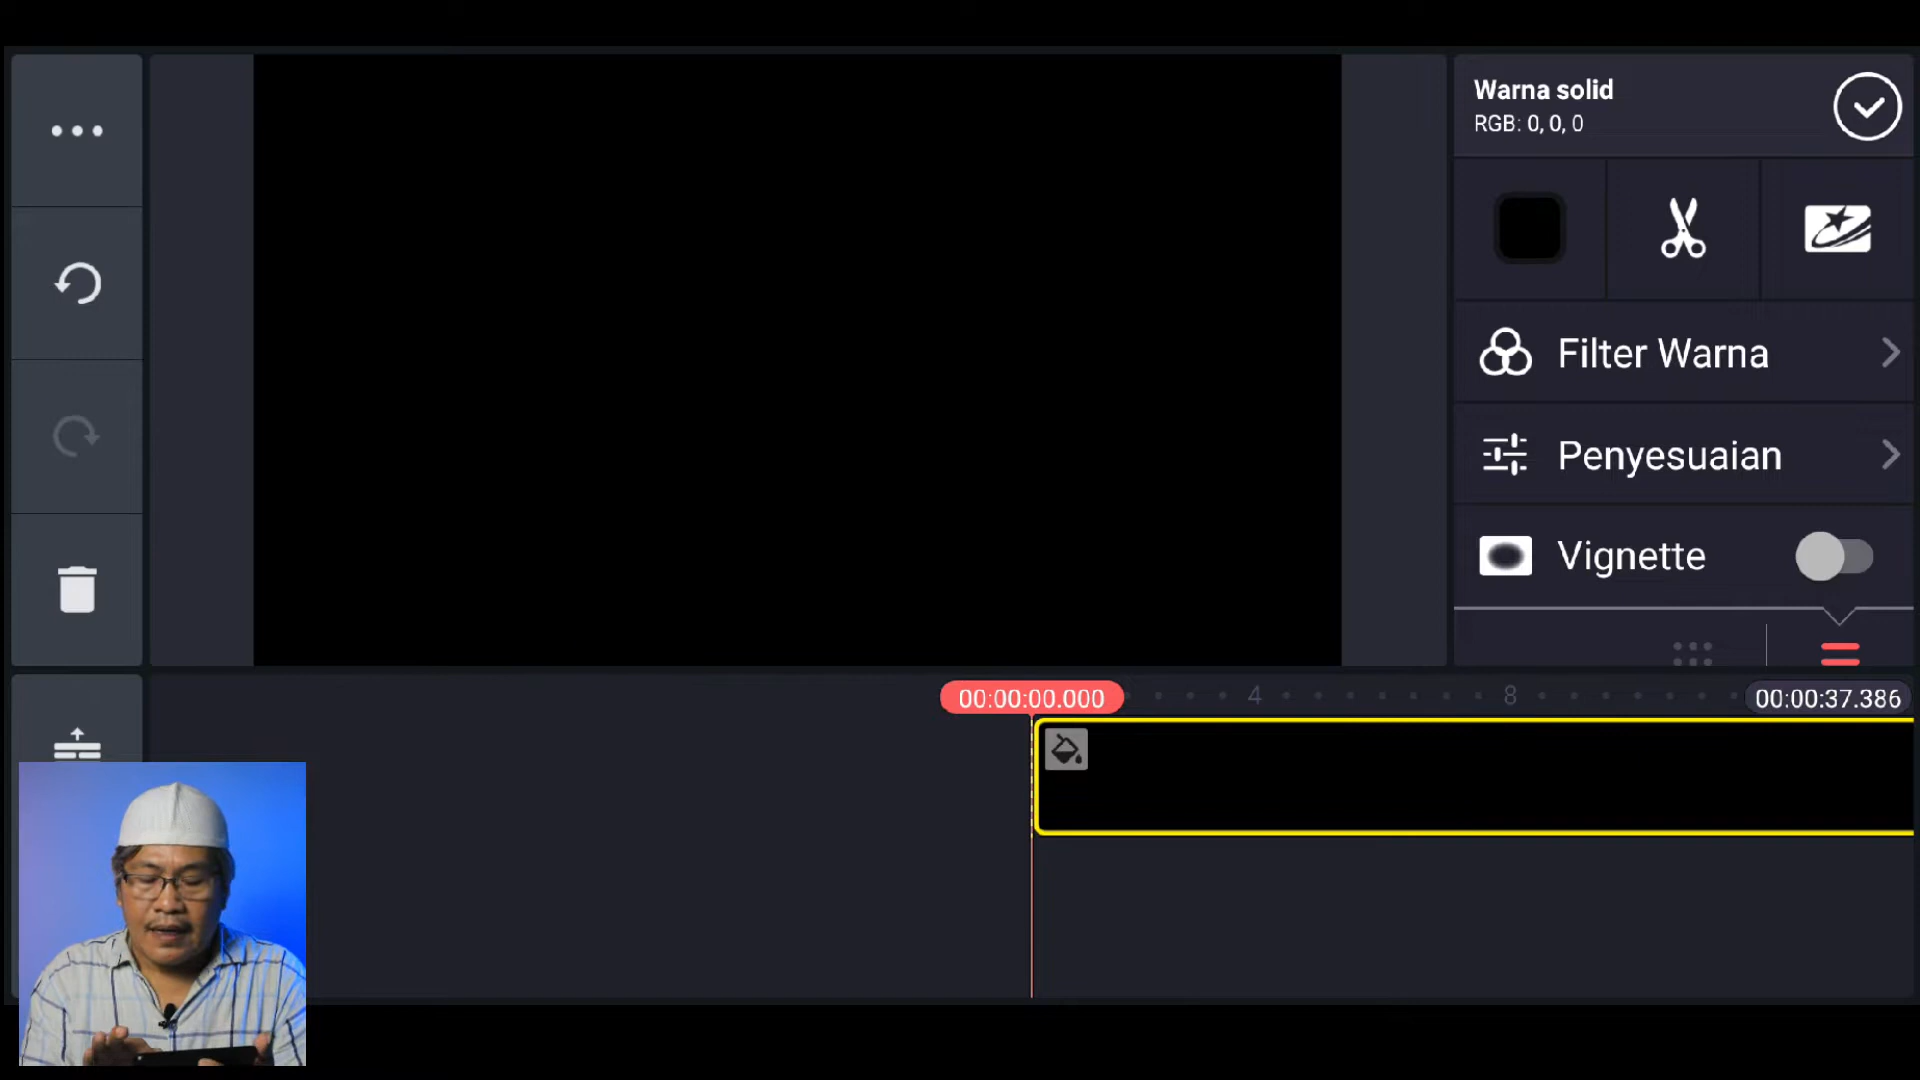 Warna solid
RGB: 0, 0, 0
Filter Warna
Penyesuaian
Vignette
00:00:00.000
4
8
00:00:37.386